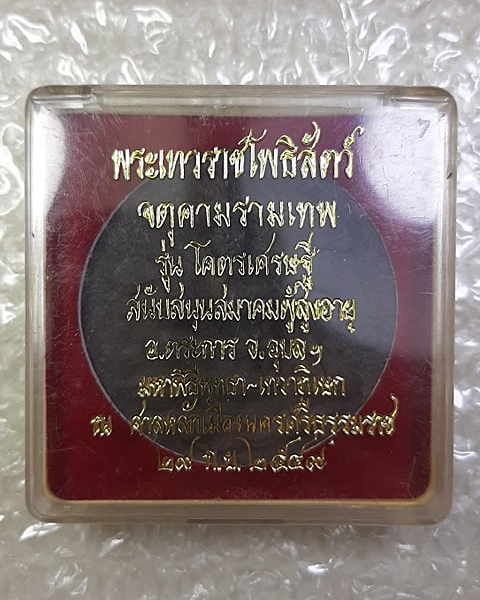 พระเทวราชโพธิสัตว์
จตุคามรามเทพ
รุ่น โคตรเศรษฐี
สนับสนุนสมาคมผู้สูงอายุ
อ.ตระการ จ.อุบลฯ
มหาพิธีพุทธา~เทวาภิเษก
ณ ศาลหลักเมืองนครศรีธรรมราช
๒๙ ก.ย. ๒๕๔๙